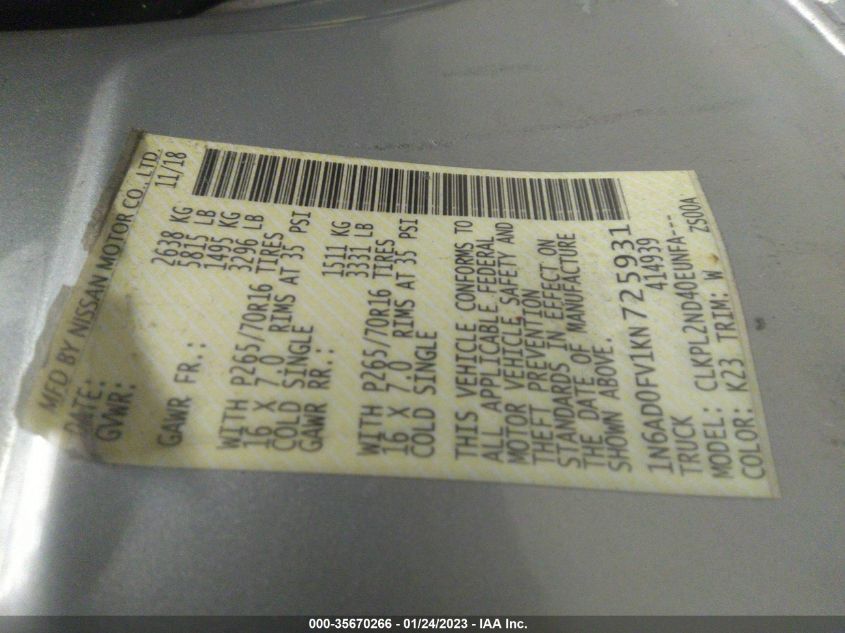 MFD BY NISSAN MOTOR CO., LTD.
DATE: 11/18
GVWR: 2638 KG
5815 LB
GAWR FR.: 1495 KG
3296 LB
WITH P265/70R16 TIRES
16 X 7.0 RIMS AT 35 PSI
COLD SINGLE
GAWR RR.: 1511 KG
3331 LB
WITH P265/70R16 TIRES
16 X 7.0 RIMS AT 35 PSI
COLD SINGLE
THIS VEHICLE CONFORMS TO
ALL APPLICABLE FEDERAL
MOTOR VEHICLE SAFETY AND
THEFT PREVENTION
STANDARDS IN EFFECT ON
THE DATE OF MANUFACTURE
SHOWN ABOVE.
1N6AD0FV1KN725931
TRUCK 414939
MODEL: CLKPL2ND40EUNFA---
COLOR: K23 TRIM: W ZS00A
000-35670266 - 01/24/2023 - IAA Inc.